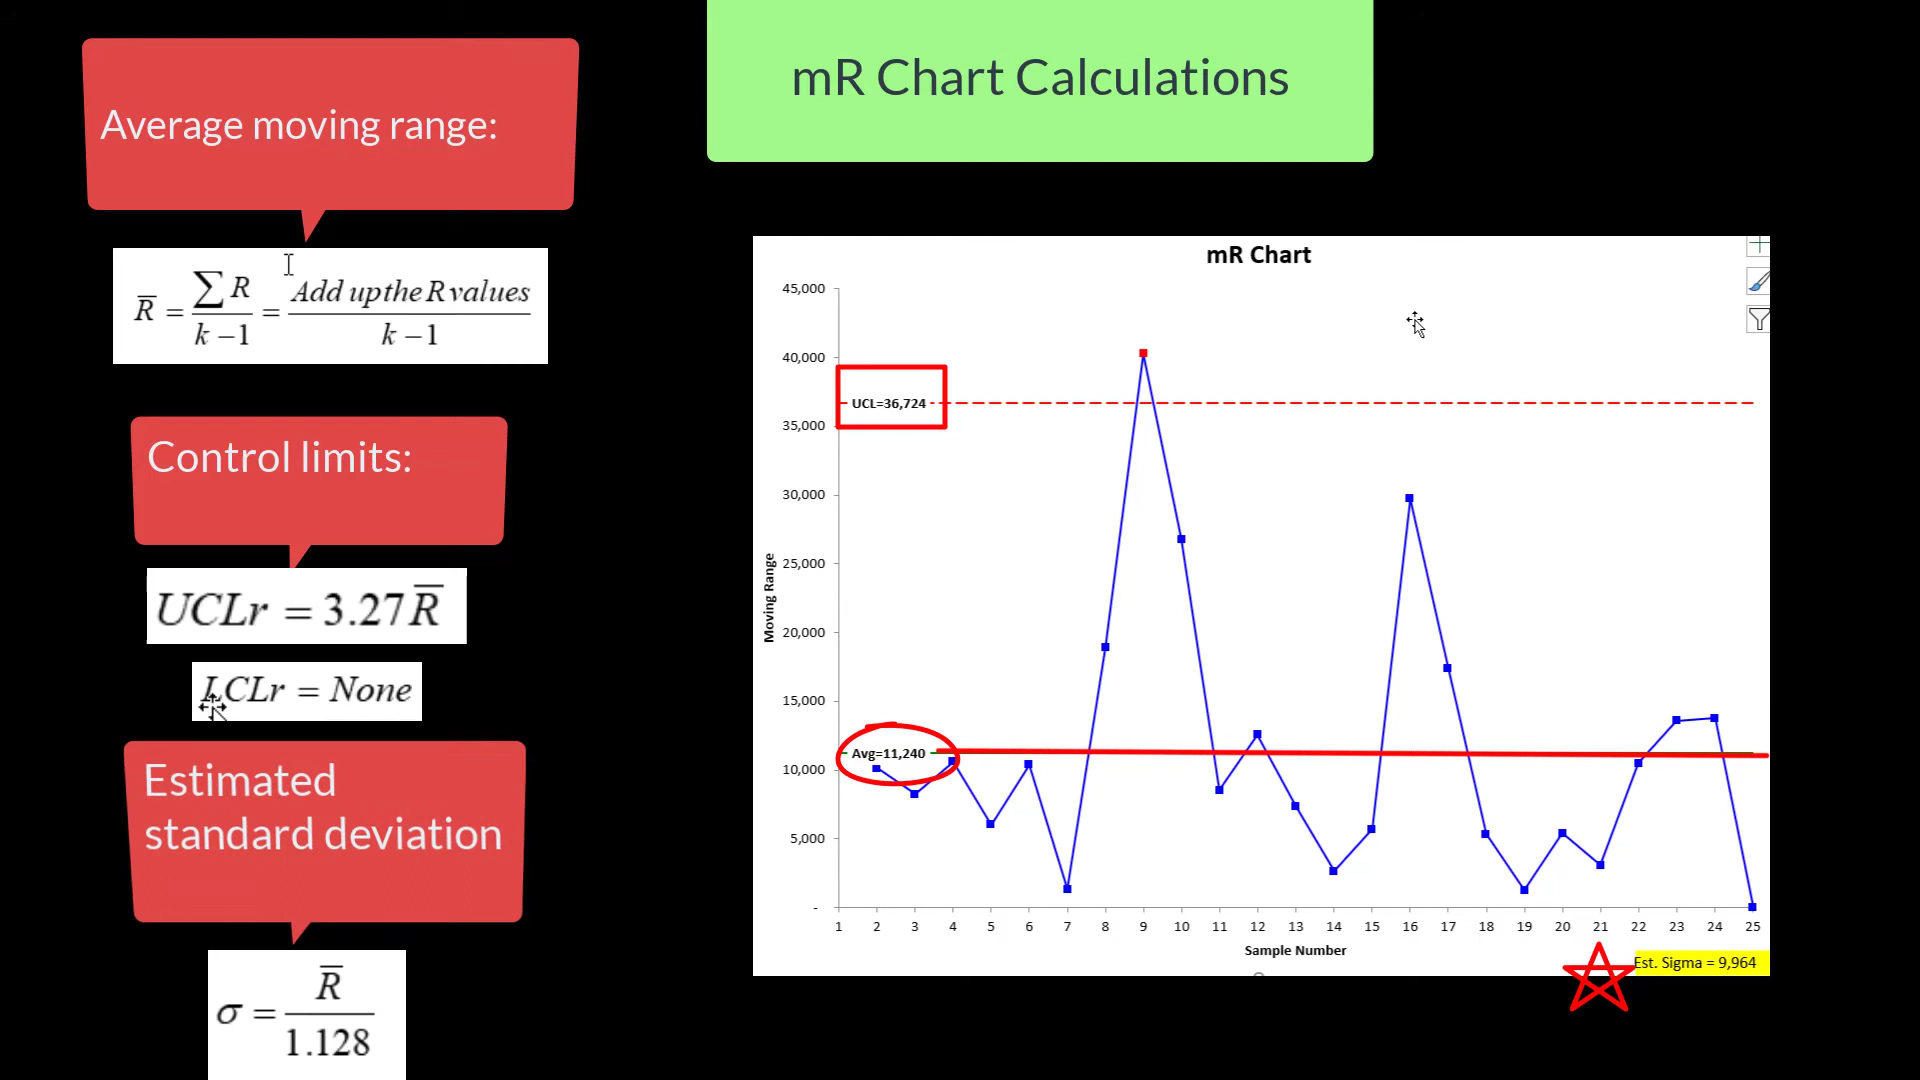 mR Chart Calculations
Average moving range:
R̅ = ∑R / k −1 = Add up the R values / k −1
Control limits:
UCLr = 3.27R̅
LCLr = None
Estimated
standard deviation
σ = R̅ / 1.128
mR Chart
45,000
40,000
35,000
30,000
25,000
20,000
15,000
10,000
5,000
-
Moving Range
UCL=36,724
Avg=11,240
1 2 3 4 5 6 7 8 9 10 11 12 13 14 15 16 17 18 19 20 21 22 23 24 25
Sample Number
Est. Sigma = 9,964